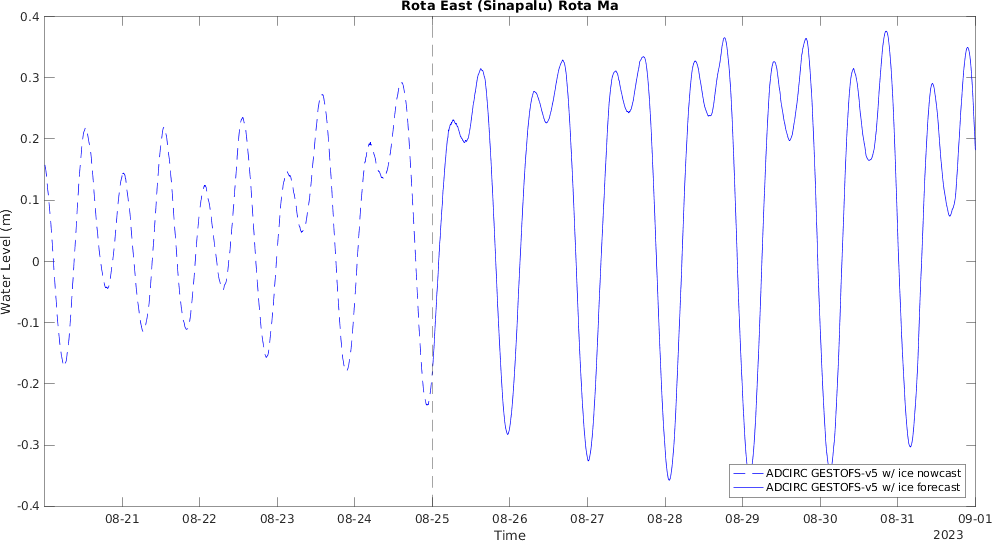 Rota East (Sinapalu) Rota Ma
0.4
0.3
0.2
0.1
0
-0.1
-0.2
-0.3
-0.4
Water Level (m)
ADCIRC GESTOFS-v5 w/ ice nowcast
ADCIRC GESTOFS-v5 w/ ice forecast
08-21 08-22 08-23 08-24 08-25 08-26 08-27 08-28 08-29 08-30 08-31 09-01
Time
2023